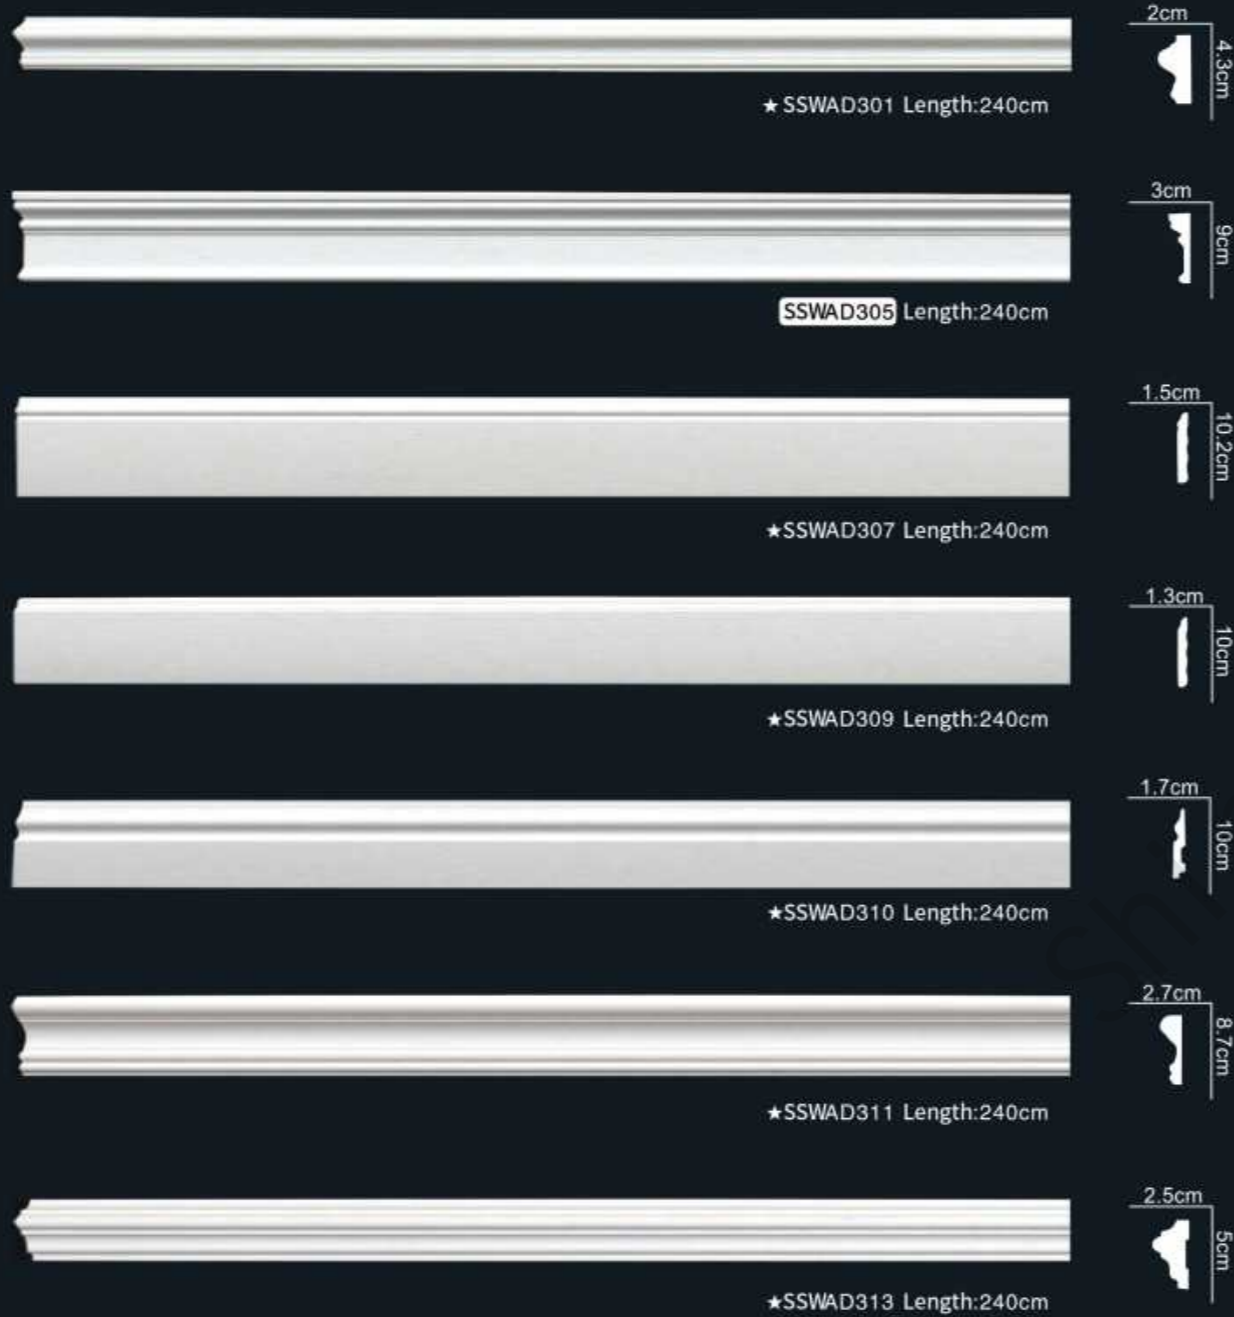 2cm
4.3cm
★SSWAD301 Length:240cm
3cm
9cm
SSWAD305 Length:240cm
1.5cm
10.2cm
★SSWAD307 Length:240cm
1.3cm
10cm
★SSWAD309 Length:240cm
1.7cm
10cm
★SSWAD310 Length:240cm
2.7cm
8.7cm
★SSWAD311 Length:240cm
2.5cm
5cm
★SSWAD313 Length:240cm